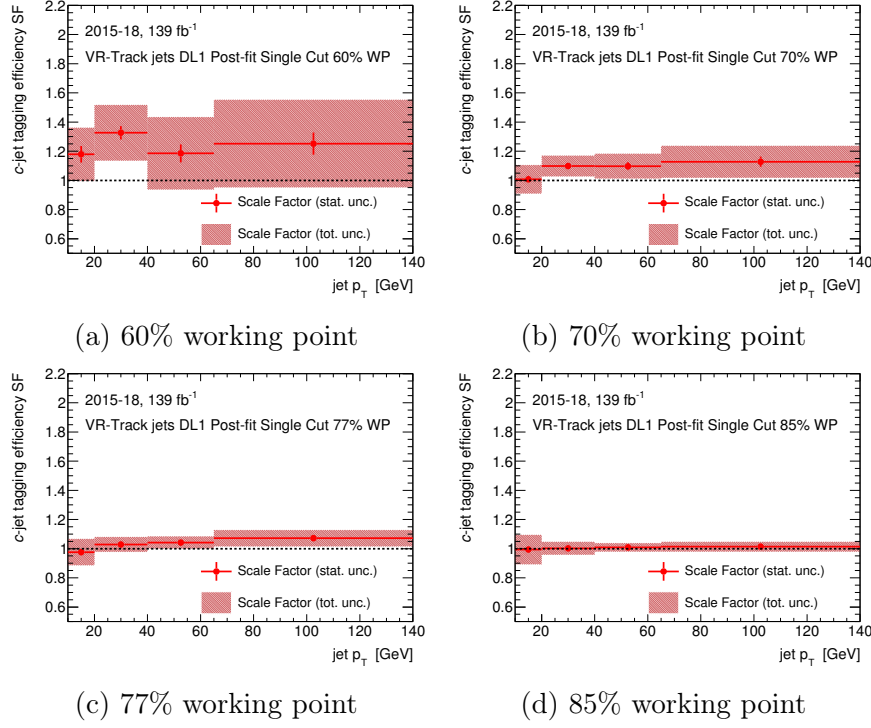 c-jet tagging efficiency SF
2.2
2
1.8
1.6
1.4
1.2
1
0.8
0.6
2015-18, 139 fb⁻¹
VR-Track jets DL1 Post-fit Single Cut 60% WP
Scale Factor (stat. unc.)
Scale Factor (tot. unc.)
20 40 60 80 100 120 140
jet p_T [GeV]
(a) 60% working point
c-jet tagging efficiency SF
2.2
2
1.8
1.6
1.4
1.2
1
0.8
0.6
2015-18, 139 fb⁻¹
VR-Track jets DL1 Post-fit Single Cut 70% WP
Scale Factor (stat. unc.)
Scale Factor (tot. unc.)
20 40 60 80 100 120 140
jet p_T [GeV]
(b) 70% working point
c-jet tagging efficiency SF
2.2
2
1.8
1.6
1.4
1.2
1
0.8
0.6
2015-18, 139 fb⁻¹
VR-Track jets DL1 Post-fit Single Cut 77% WP
Scale Factor (stat. unc.)
Scale Factor (tot. unc.)
20 40 60 80 100 120 140
jet p_T [GeV]
(c) 77% working point
c-jet tagging efficiency SF
2.2
2
1.8
1.6
1.4
1.2
1
0.8
0.6
2015-18, 139 fb⁻¹
VR-Track jets DL1 Post-fit Single Cut 85% WP
Scale Factor (stat. unc.)
Scale Factor (tot. unc.)
20 40 60 80 100 120 140
jet p_T [GeV]
(d) 85% working point